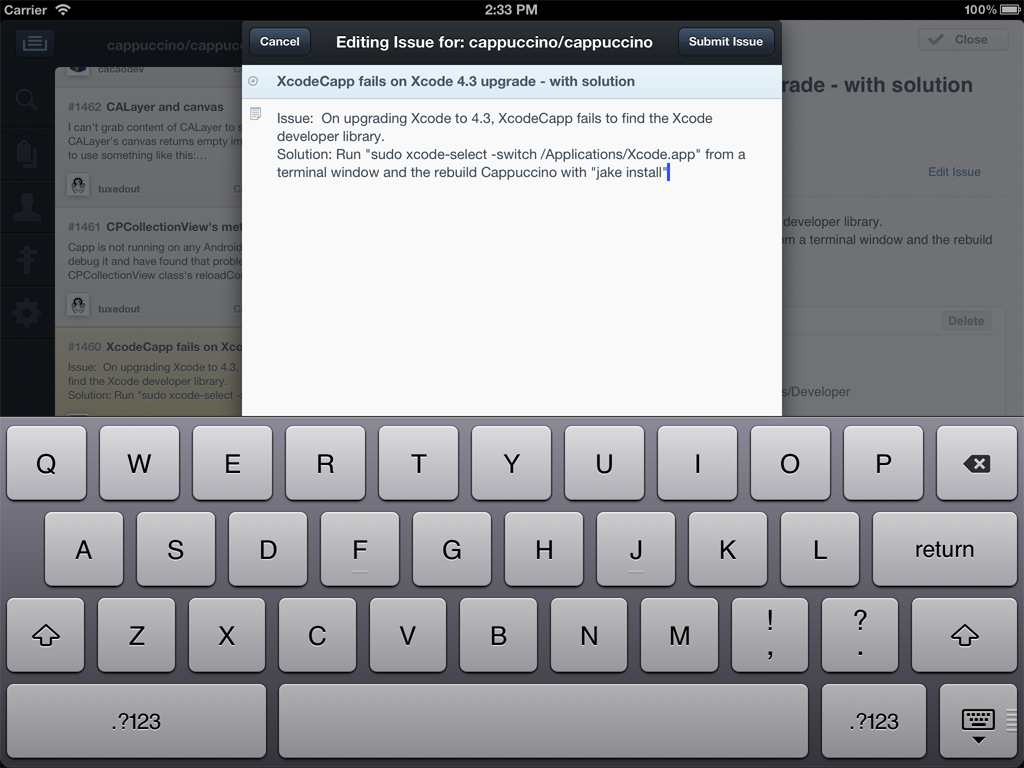 Carrier
2:33 PM
100%
cappuccino/cappuc
Close
Cancel
Editing Issue for: cappuccino/cappuccino
Submit Issue
XcodeCapp fails on Xcode 4.3 upgrade - with solution
Issue:  On upgrading Xcode to 4.3, XcodeCapp fails to find the Xcode
developer library.
Solution: Run "sudo xcode-select -switch /Applications/Xcode.app" from a
terminal window and the rebuild Cappuccino with "jake install"
cacaodev
#1462 CALayer and canvas
I can't grab content of CALayer to s
CALayer's canvas returns empty im
to use something like this:...
tuxedout
#1461 CPCollectionView's met
Capp is not running on any Android
debug it and have found that proble
CPCollectionView class's reloadCo
tuxedout
#1460 XcodeCapp fails on Xco
Issue:  On upgrading Xcode to 4.3,
find the Xcode developer library.
Solution: Run "sudo xcode-select -s
rade - with solution
Edit Issue
developer library.
m a terminal window and the rebuild
Delete
s/Developer
Q W E R T Y U I O P
A S D F G H J K L return
Z X C V B N M ! , ? .
.?123 .?123